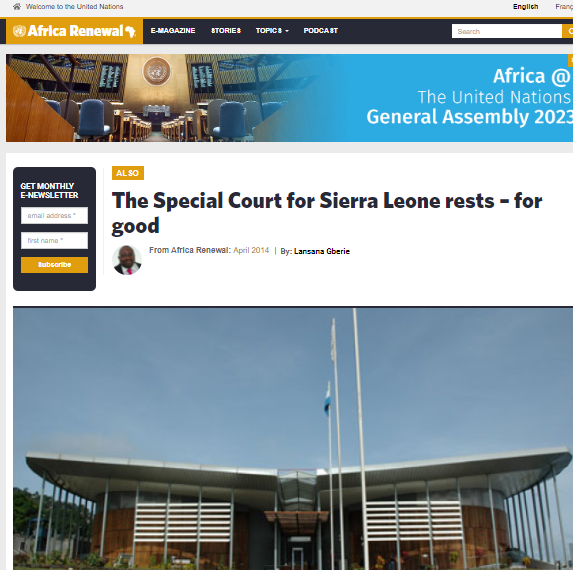 Welcome to the United Nations
English
Franç
Africa Renewal
E-MAGAZINE
STORIES
TOPICS
PODCAST
Search
Africa @
The United Nations
General Assembly 2023
GET MONTHLY
E-NEWSLETTER
email address *
first name *
Subscribe
ALSO
The Special Court for Sierra Leone rests – for
good
From Africa Renewal: April 2014 | By: Lansana Gberie